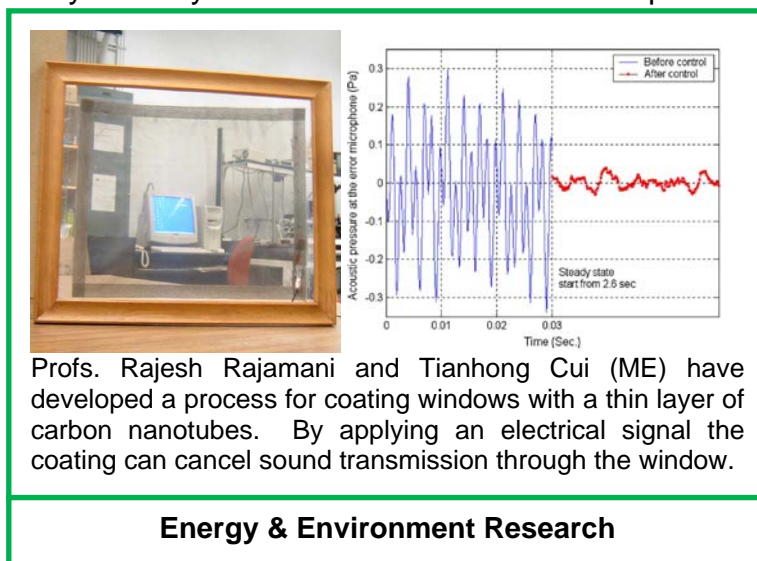 Before control
After control
Acoustic pressure at the error microphone (Pa)
0.3
0.2
0.1
0
-0.1
-0.2
-0.3
Steady state
start from 2.6 sec
0
0.01
0.02
0.03
Time (Sec.)
Profs. Rajesh Rajamani and Tianhong Cui (ME) have
developed a process for coating windows with a thin layer of
carbon nanotubes. By applying an electrical signal the
coating can cancel sound transmission through the window.
Energy & Environment Research